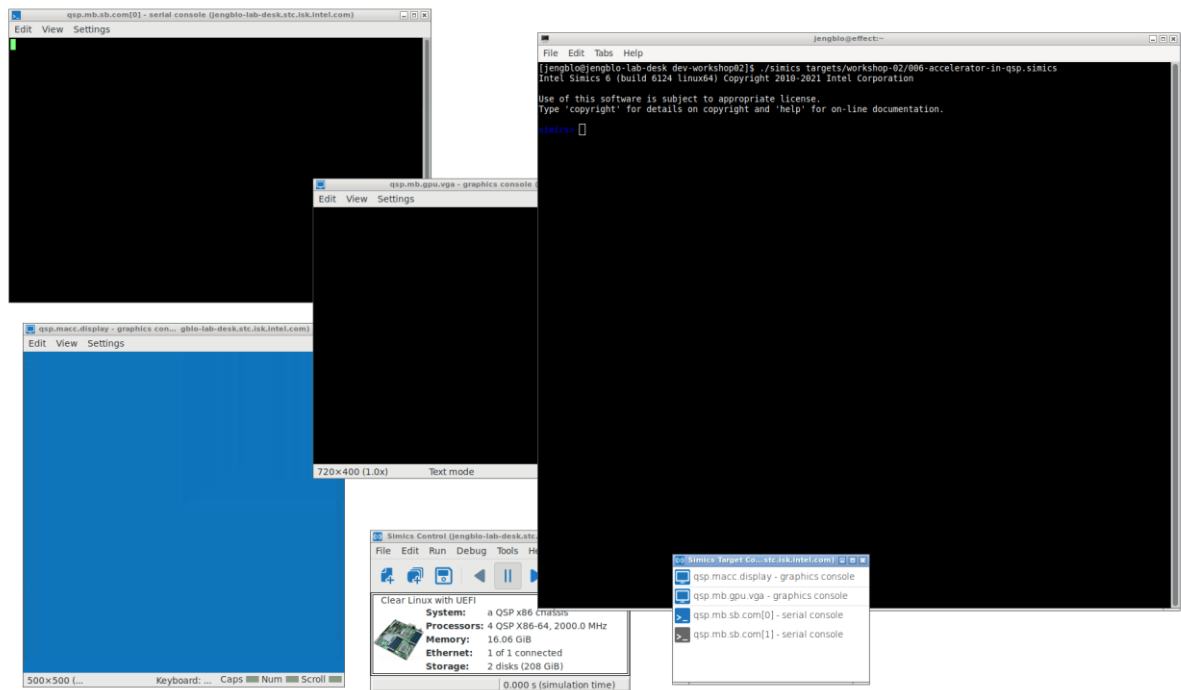 qsp.mb.sb.com[0] - serial console (jengblo-lab-desk.stc.isk.intel.com)
Edit View Settings
jengblo@effect:~
File Edit Tabs Help
[jengblo@jengblo-lab-desk dev-workshop02]$ ./simics targets/workshop-02/006-accelerator-in-qsp.simics
Intel Simics 6 (build 6124 linux64) Copyright 2010-2021 Intel Corporation
Use of this software is subject to appropriate license.
Type 'copyright' for details on copyright and 'help' for on-line documentation.
simics>
qsp.mb.gpu.vga - graphics console (
Edit View Settings
720×400 (1.0x) Text mode
qsp.macc.display - graphics con... gblo-lab-desk.stc.isk.intel.com)
Edit View Settings
500×500 (... Keyboard: ... Caps Num Scroll
Simics Control (jengblo-lab-desk.stc.
File Edit Run Debug Tools He
Clear Linux with UEFI
System: a QSP x86 chassis
Processors: 4 QSP X86-64, 2000.0 MHz
Memory: 16.06 GiB
Ethernet: 1 of 1 connected
Storage: 2 disks (208 GiB)
0.000 s (simulation time)
Simics Target Co...stc.isk.intel.com)
qsp.macc.display - graphics console
qsp.mb.gpu.vga - graphics console
qsp.mb.sb.com[0] - serial console
qsp.mb.sb.com[1] - serial console